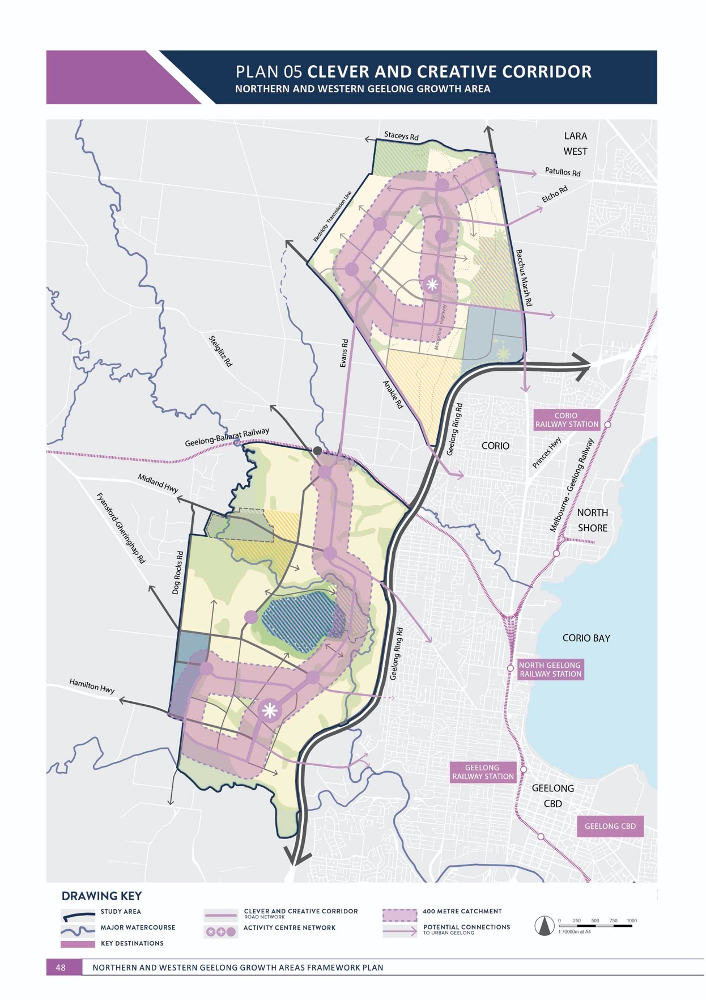 PLAN 05 CLEVER AND CREATIVE CORRIDOR
NORTHERN AND WESTERN GEELONG GROWTH AREA
Staceys Rd
LARA
WEST
Patullos Rd
Elcho Rd
Electricity Transmission Line
Bacchus Marsh Rd
Monocline ridgeway
Steiglitz Rd
Evans Rd
Anakie Rd
Geelong Ring Rd
CORIO
RAILWAY STATION
Geelong-Ballarat Railway
CORIO
Princes Hwy
Melbourne - Geelong Railway
Midland Hwy
Fyansford-Gheringhap Rd
NORTH
SHORE
Dog Rocks Rd
Geelong Ring Rd
CORIO BAY
NORTH GEELONG
RAILWAY STATION
Hamilton Hwy
GEELONG
RAILWAY STATION
GEELONG
CBD
GEELONG CBD
DRAWING KEY
STUDY AREA
MAJOR WATERCOURSE
KEY DESTINATIONS
CLEVER AND CREATIVE CORRIDOR
ROAD NETWORK
ACTIVITY CENTRE NETWORK
400 METRE CATCHMENT
POTENTIAL CONNECTIONS
TO URBAN GEELONG
0 250 500 750 1000
1:70000m at A4
48 NORTHERN AND WESTERN GEELONG GROWTH AREAS FRAMEWORK PLAN